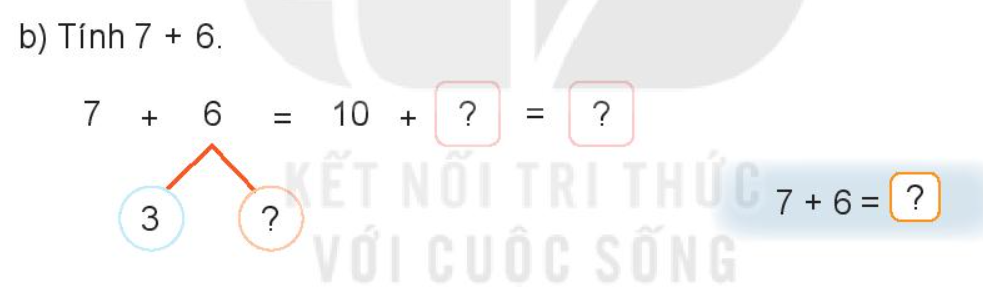 b) Tính 7 + 6.
7 + 6 = 10 + ? = ?
3 ?
7 + 6 = ?
KẾT NỐI TRI THỨC
VỚI CUỘC SỐNG